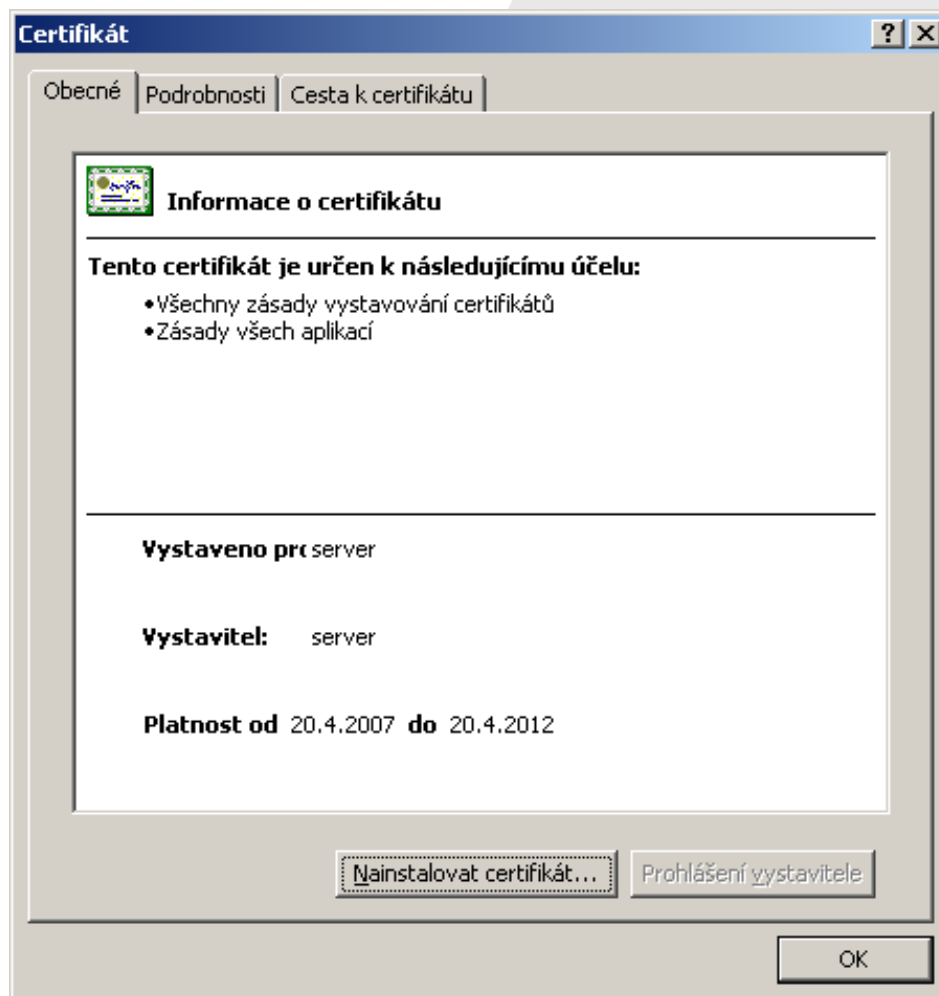 Certifikát
Obecné Podrobnosti Cesta k certifikátu
Informace o certifikátu
Tento certifikát je určen k následujícímu účelu:
•Všechny zásady vystavování certifikátů
•Zásady všech aplikací
Vystaveno pro server
Vystavitel: server
Platnost od 20.4.2007 do 20.4.2012
Nainstalovat certifikát... Prohlášení vystavitele
OK